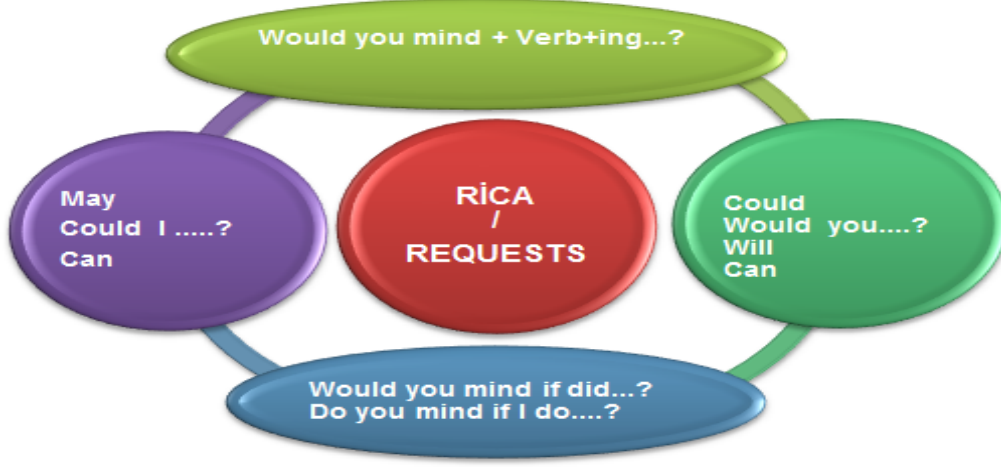 Would you mind + Verb+ing...?
May
Could I .....?
Can
RİCA
/
REQUESTS
Could
Would you....?
Will
Can
Would you mind if did...?
Do you mind if I do....?